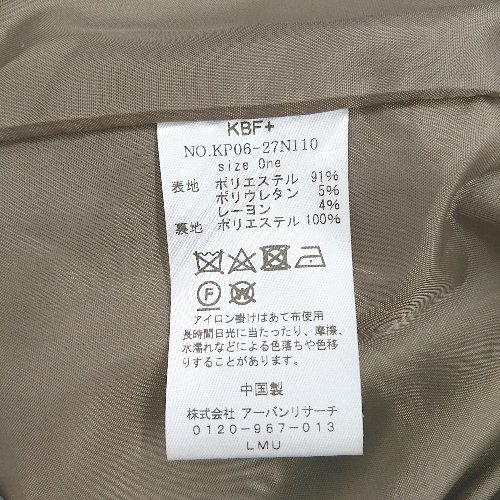 KBF+
NO.KP06-27N110
size One
表地 ポリエステル 91%
ポリウレタン 5%
レーヨン 4%
裏地 ポリエステル 100%
F W
アイロン掛けはあて布使用
長時間日光に当たったり、摩擦、
水濡れなどによる色落ちや色移
りすることがあります。
中国製
株式会社 アーバンリサーチ
0120-967-013
LMU